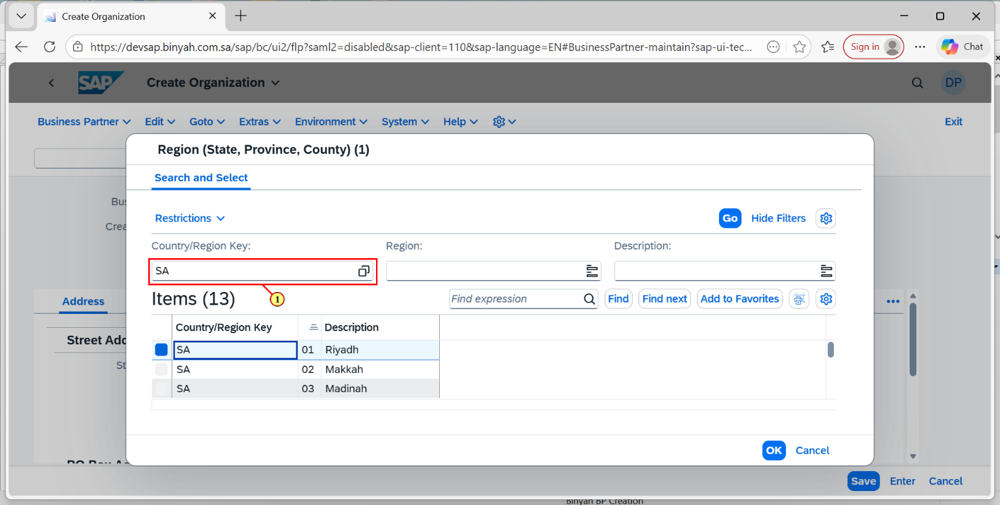 Create Organization
https://devsap.binyah.com.sa/sap/bc/ui2/flp?saml2=disabled&sap-client=110&sap-language=EN#BusinessPartner-maintain?sap-ui-tec...
Sign in
Chat
SAP
Create Organization
DP
Business Partner
Edit
Goto
Extras
Environment
System
Help
Exit
Region (State, Province, County) (1)
Search and Select
Restrictions
Go
Hide Filters
Country/Region Key:
Region:
Description:
SA
1
Items (13)
Find expression
Find
Find next
Add to Favorites
Country/Region Key
Description
SA 01 Riyadh
SA 02 Makkah
SA 03 Madinah
OK
Cancel
Bus
Crea
Address
Street Add
St
Save
Enter
Cancel
Binyan BP Creation